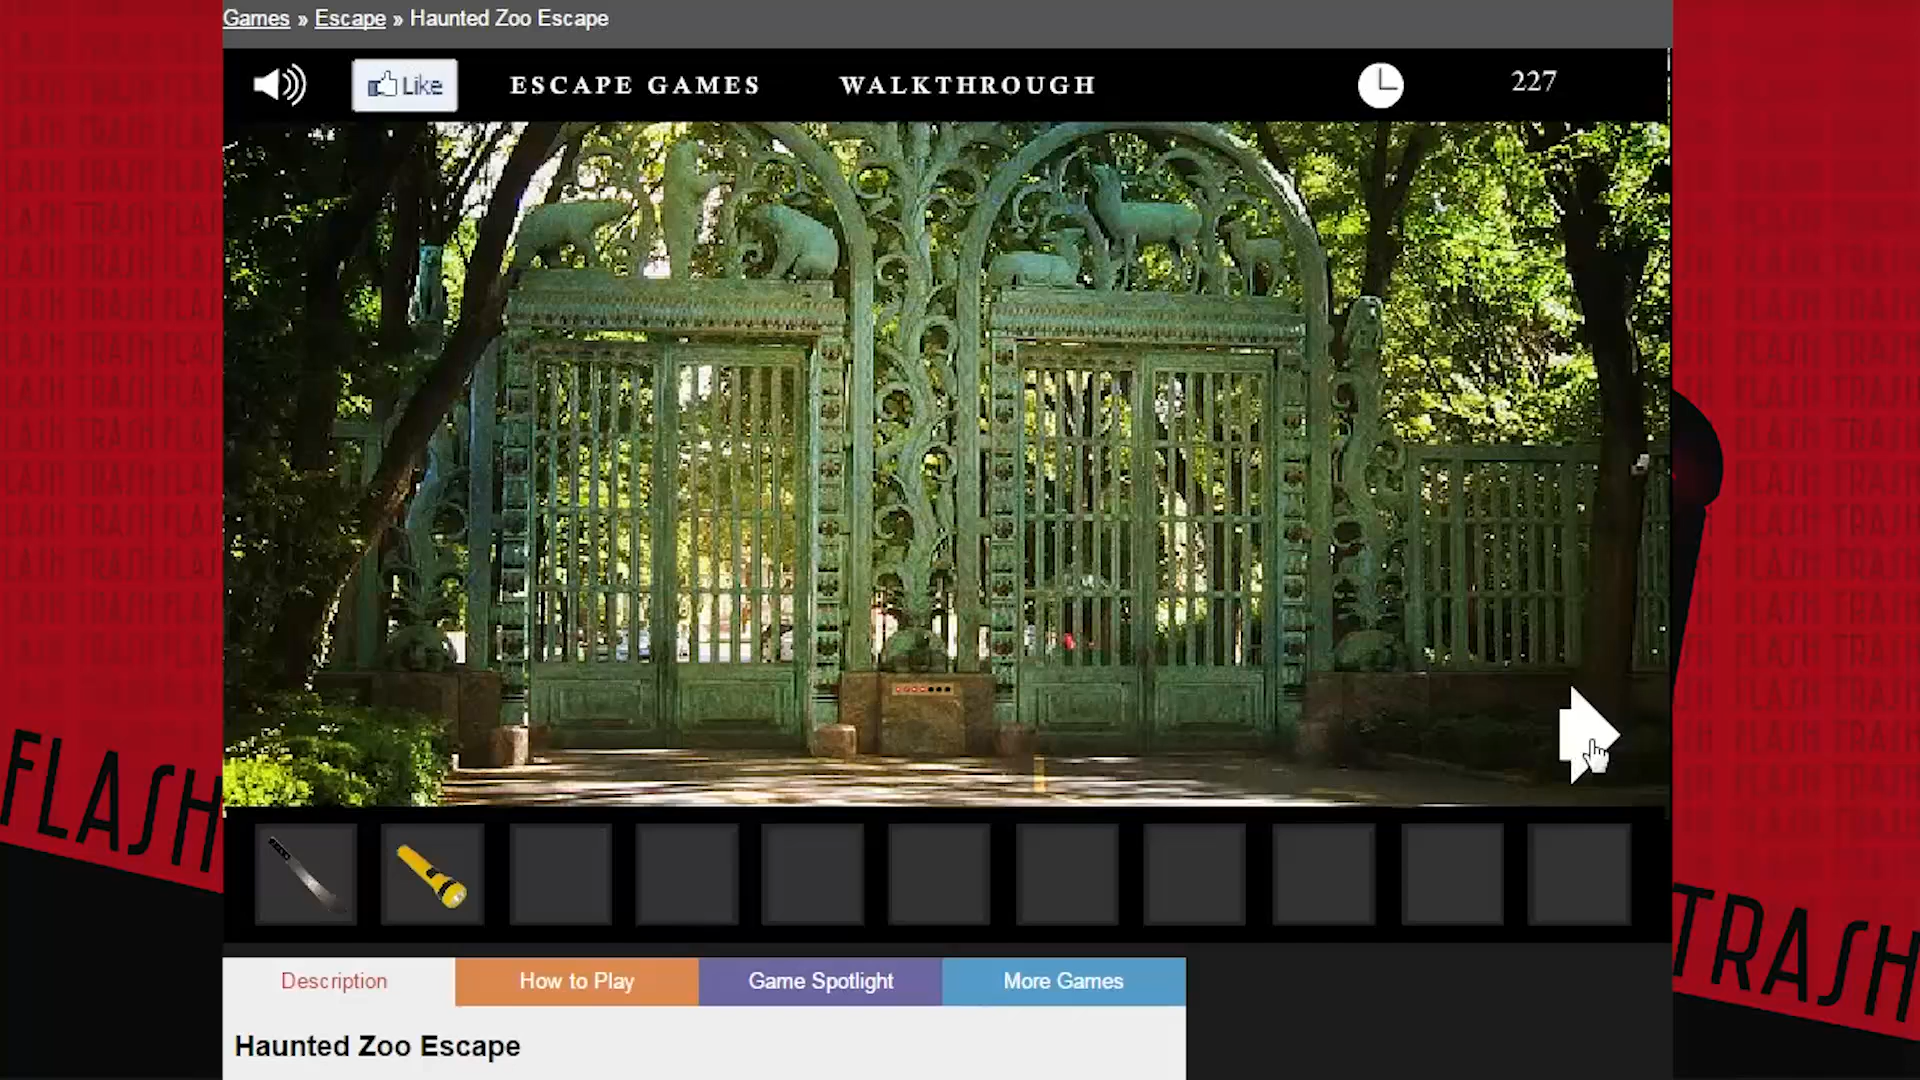 Games » Escape » Haunted Zoo Escape
Like
ESCAPE GAMES
WALKTHROUGH
227
FLASH
TRASH
Description
How to Play
Game Spotlight
More Games
Haunted Zoo Escape